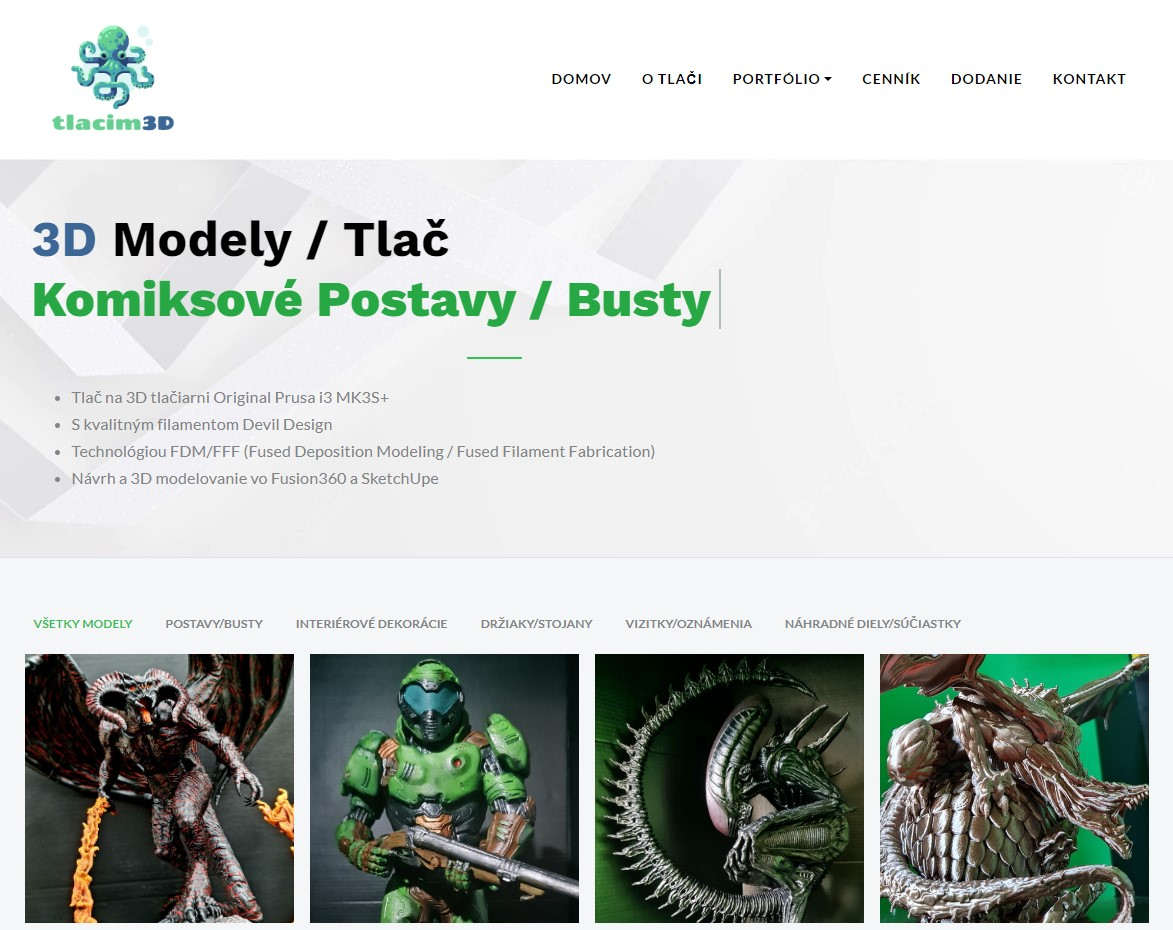 tlacim3D
DOMOV O TLAČI PORTFÓLIO CENNÍK DODANIE KONTAKT
3D Modely / Tlač
Komiksové Postavy / Busty
Tlač na 3D tlačiarni Original Prusa i3 MK3S+
S kvalitným filamentom Devil Design
Technológiou FDM/FFF (Fused Deposition Modeling / Fused Filament Fabrication)
Návrh a 3D modelovanie vo Fusion360 a SketchUpe
VŠETKY MODELY POSTAVY/BUSTY INTERIÉROVÉ DEKORÁCIE DRŽIAKY/STOJANY VIZITKY/OZNÁMENIA NÁHRADNÉ DIELY/SÚČIASTKY